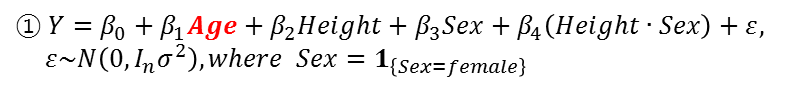 ① Y = β₀ + β₁Age + β₂Height + β₃Sex + β₄(Height · Sex) + ε,
ε~N(0, Iₙσ²), where Sex = 𝟏{Sex=female}